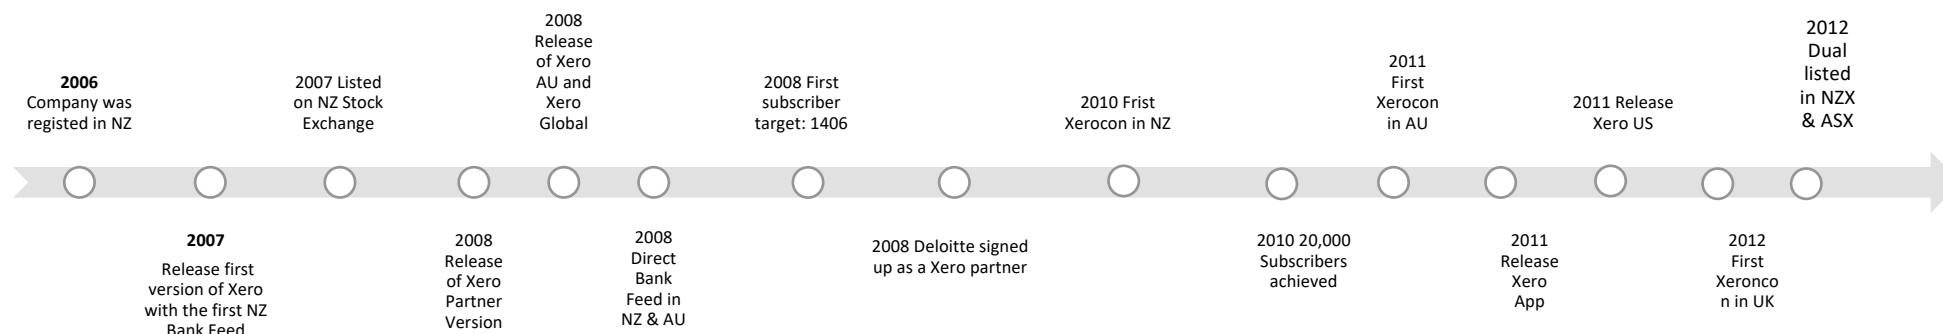 2006
Company was
registed in NZ
2007
Release first
version of Xero
with the first NZ
Bank Feed
2007 Listed
on NZ Stock
Exchange
2008
Release
of Xero
Partner
Version
2008
Release
of Xero
AU and
Xero
Global
2008
Direct
Bank
Feed in
NZ & AU
2008 First
subscriber
target: 1406
2008 Deloitte signed
up as a Xero partner
2010 Frist
Xerocon in NZ
2010 20,000
Subscribers
achieved
2011
First
Xerocon
in AU
2011
Release
Xero
App
2011 Release
Xero US
2012
First
Xeronco
n in UK
2012
Dual
listed
in NZX
& ASX